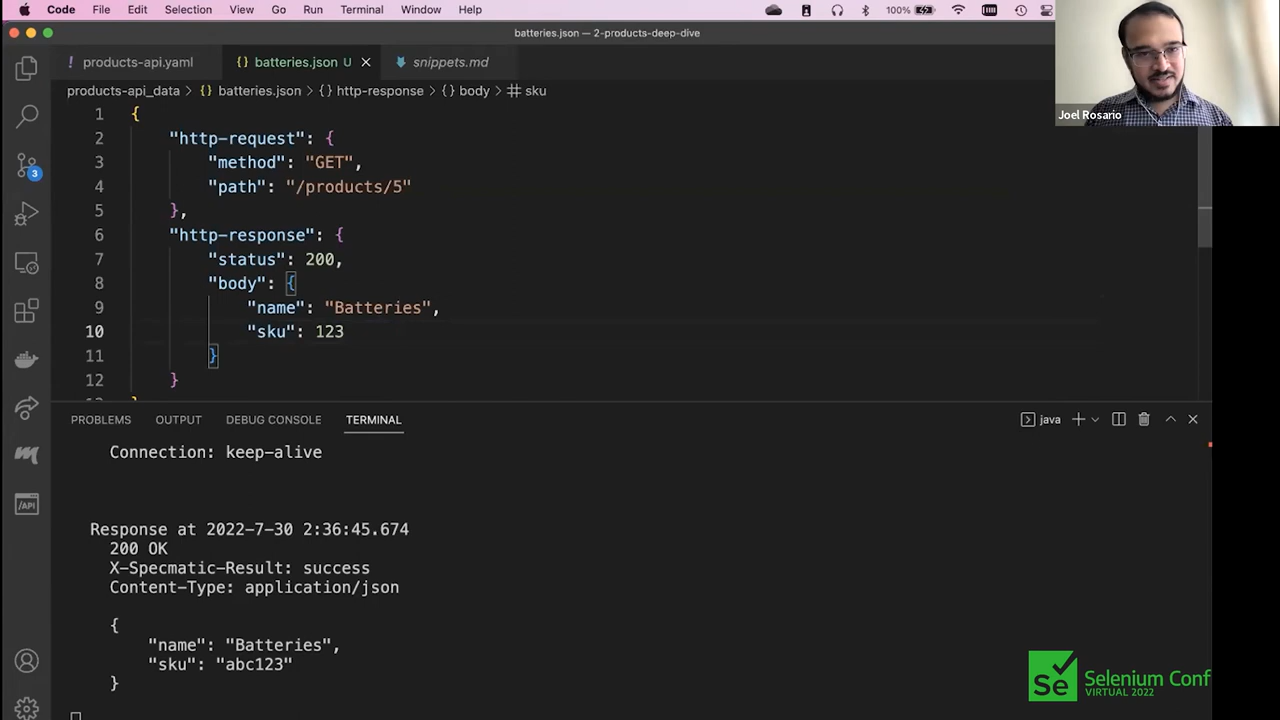 Code File Edit Selection View Go Run Terminal Window Help 100%
batteries.json — 2-products-deep-dive
! products-api.yaml {} batteries.json U × snippets.md
products-api_data > {} batteries.json > {} http-response > {} body > # sku
1 {
2 "http-request": {
3 "method": "GET",
4 "path": "/products/5"
5 },
6 "http-response": {
7 "status": 200,
8 "body": {
9 "name": "Batteries",
10 "sku": 123
11 }
12 }
3
/API
Joel Rosario
PROBLEMS OUTPUT DEBUG CONSOLE TERMINAL java
Connection: keep-alive
Response at 2022-7-30 2:36:45.674
200 OK
X-Specmatic-Result: success
Content-Type: application/json
{
"name": "Batteries",
"sku": "abc123"
}
Se Selenium Conf
VIRTUAL 2022